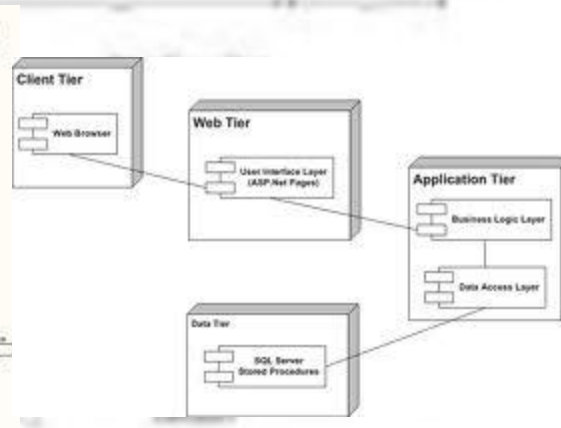 Client Tier
Web Browser
Web Tier
User Interface Layer
(ASP.Net Pages)
Application Tier
Business Logic Layer
Data Access Layer
Data Tier
SQL Server
Stored Procedures